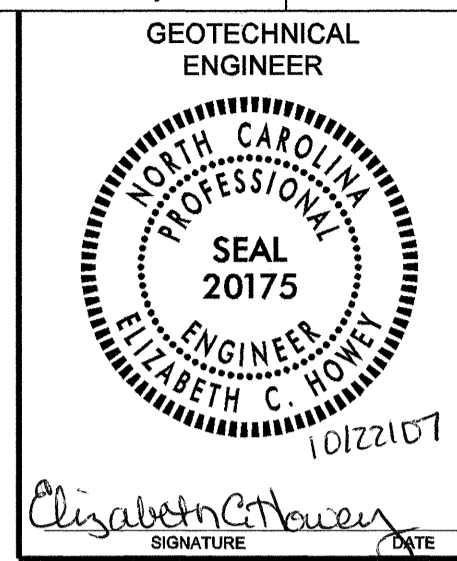 GEOTECHNICAL
ENGINEER
NORTH CAROLINA
PROFESSIONAL
SEAL
20175
ENGINEER
ELIZABETH C. HOWEY
10/22/07
Elizabeth C. Howey
SIGNATURE DATE